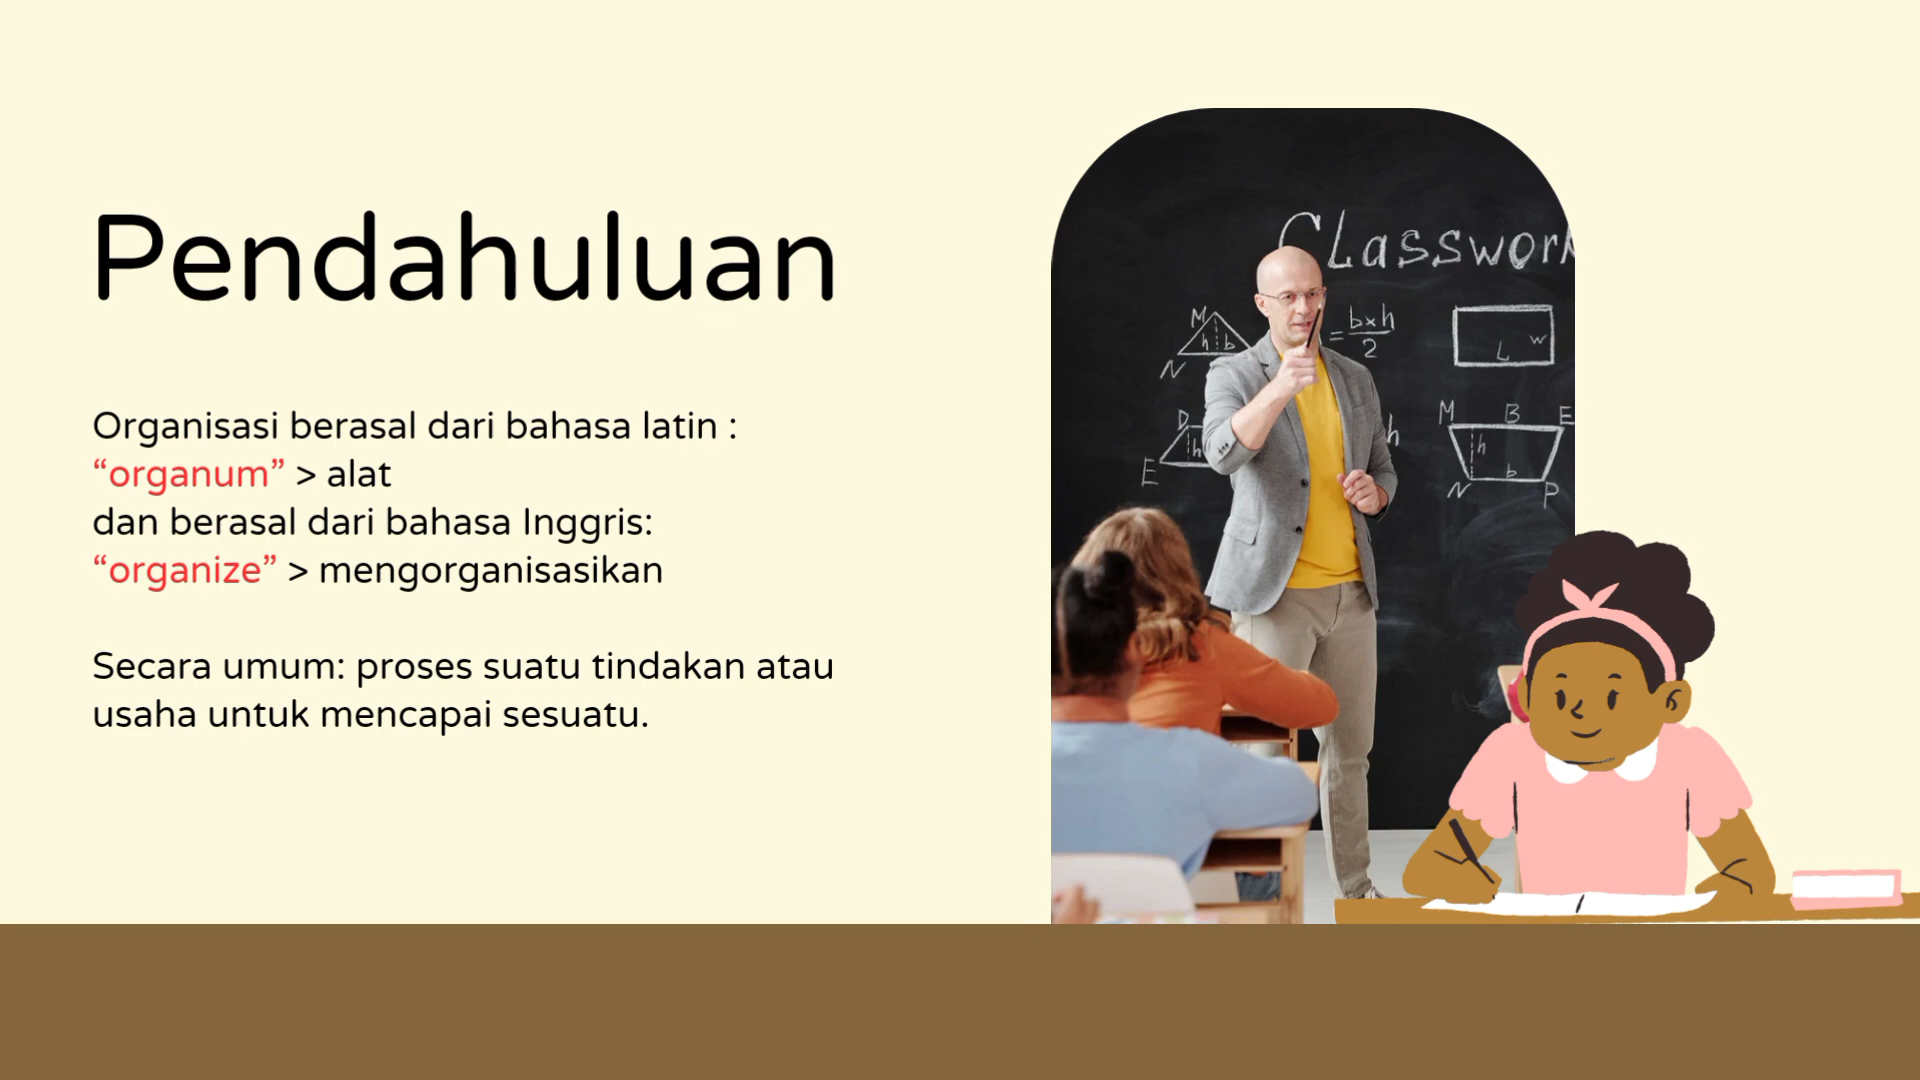 Pendahuluan
Organisasi berasal dari bahasa latin :
“organum” > alat
dan berasal dari bahasa Inggris:
“organize” > mengorganisasikan
Secara umum: proses suatu tindakan atau
usaha untuk mencapai sesuatu.
Classwork
M
h b
N
= b×h
2
w
L
D
h
E
h
M B E
h
b
N P